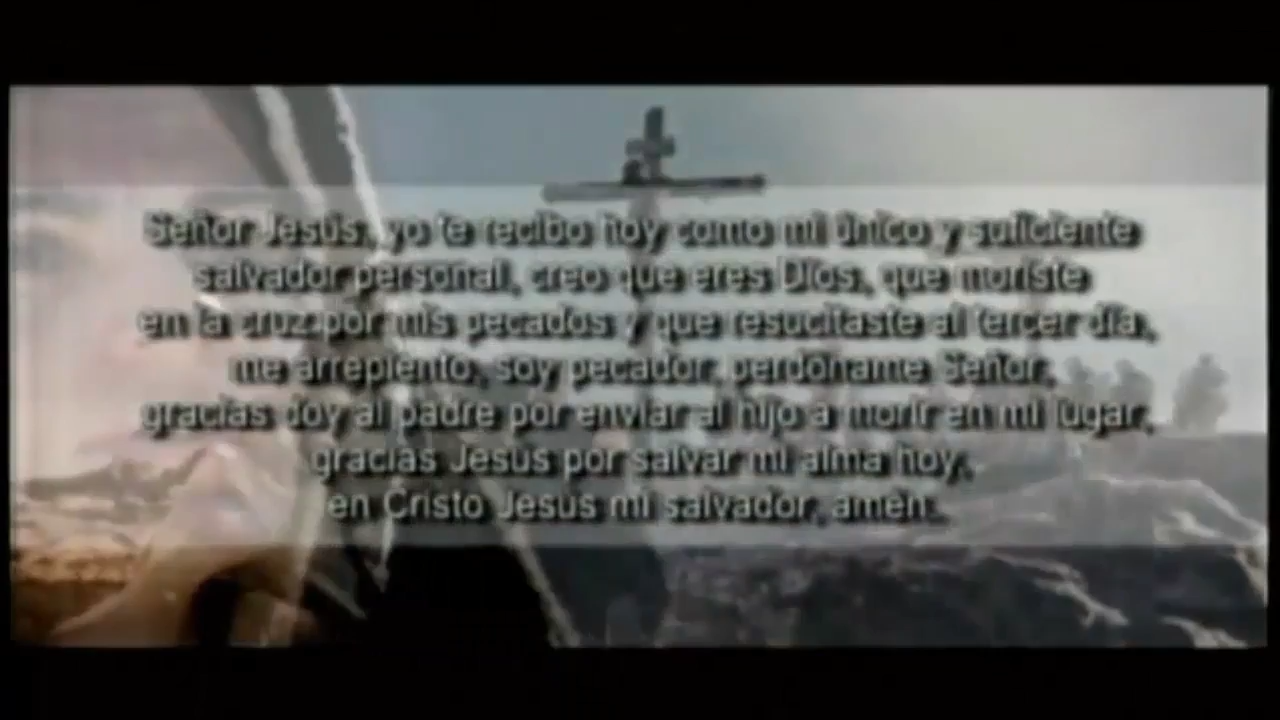 Señor Jesús, yo te recibo hoy como mi único y suficiente
salvador personal, creo que eres Dios, que moriste
en la cruz por mis pecados y que resucitaste al tercer día,
me arrepiento, soy pecador, perdóname Señor,
gracias doy al padre por enviar al hijo a morir en mi lugar,
gracias Jesús por salvar mi alma hoy,
en Cristo Jesús mi salvador, amén.